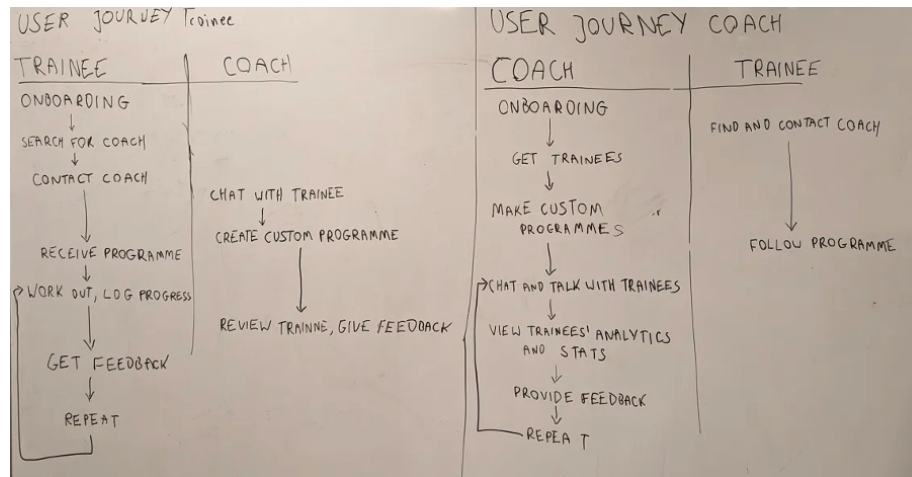 USER JOURNEY Trainee
TRAINEE
COACH
ONBOARDING
SEARCH FOR COACH
CONTACT COACH
RECEIVE PROGRAMME
WORK OUT, LOG PROGRESS
GET FEEDBACK
REPEAT
CHAT WITH TRAINEE
CREATE CUSTOM PROGRAMME
REVIEW TRAINNE, GIVE FEEDBACK
USER JOURNEY COACH
COACH
TRAINEE
ONBOARDING
GET TRAINEES
MAKE CUSTOM
PROGRAMMES
CHAT AND TALK WITH TRAINEES
VIEW TRAINEES' ANALYTICS
AND STATS
PROVIDE FEEDBACK
REPEAT
FIND AND CONTACT COACH
FOLLOW PROGRAMME